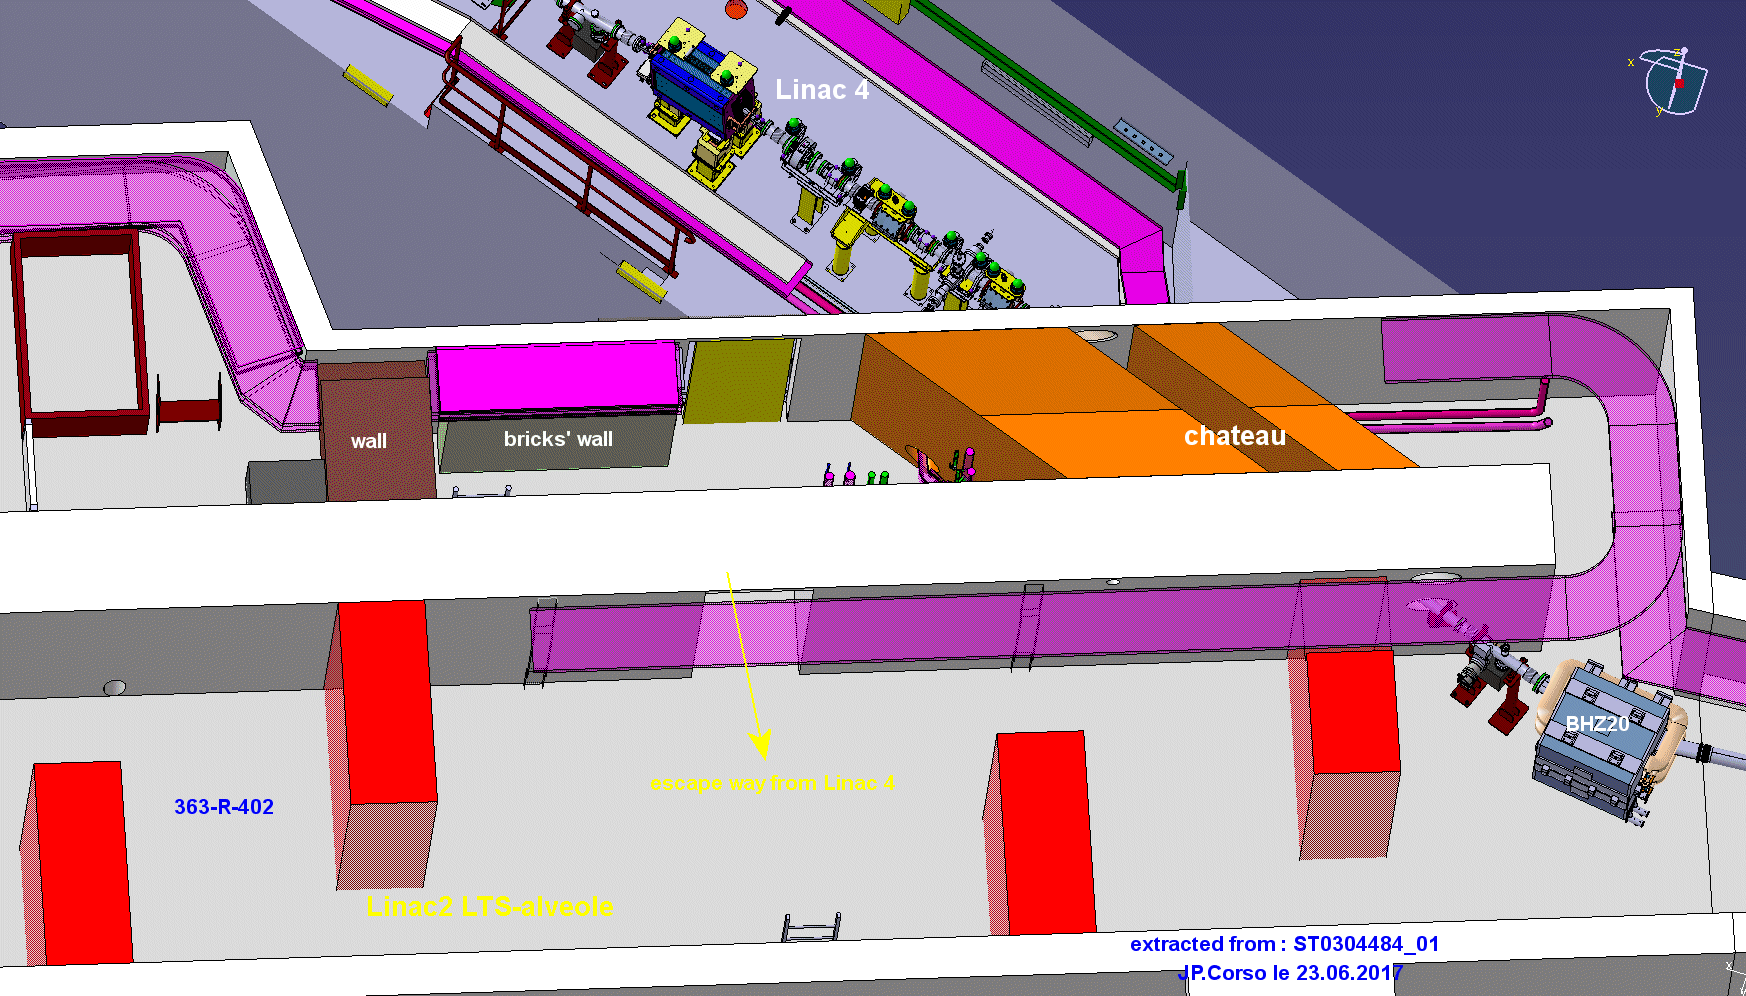 Linac 4
z
x
y
wall
bricks' wall
chateau
BHZ20
escape way from Linac 4
363-R-402
Linac2 LTS-alveole
extracted from : ST0304484_01
JP.Corso le 23.06.2017
x